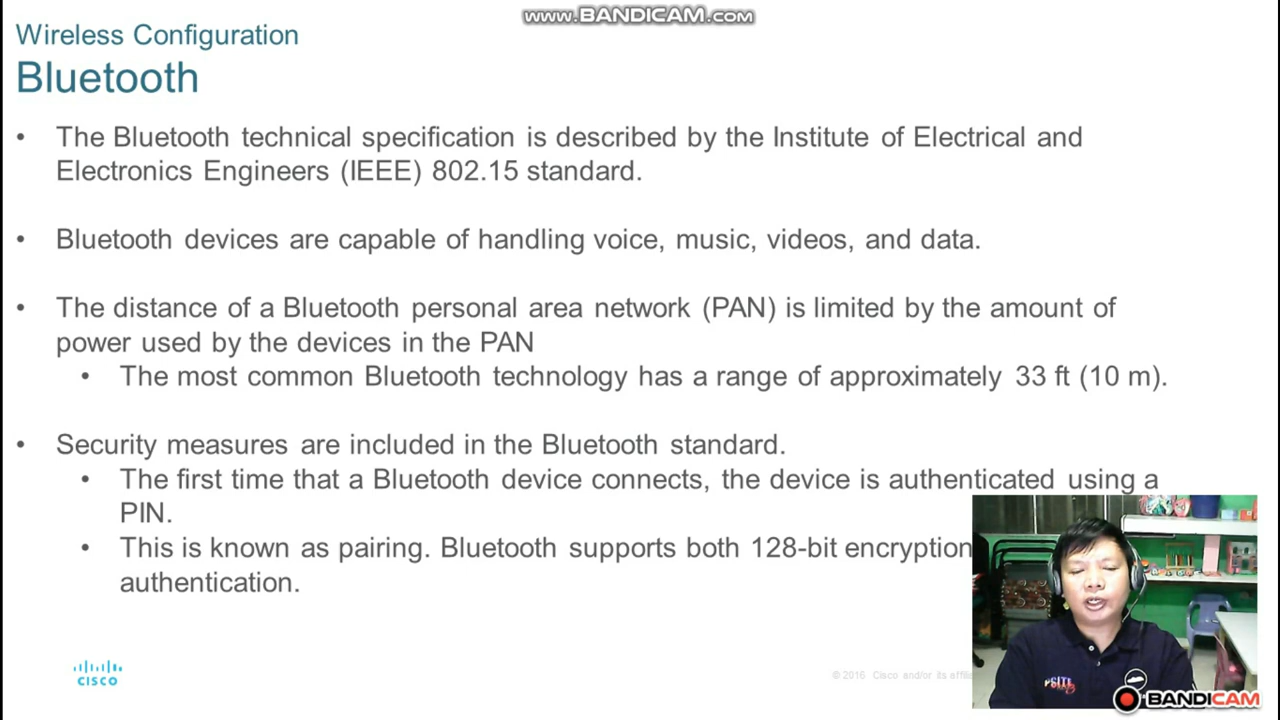 www.BANDICAM.com
Wireless Configuration
Bluetooth
• The Bluetooth technical specification is described by the Institute of Electrical and
Electronics Engineers (IEEE) 802.15 standard.
• Bluetooth devices are capable of handling voice, music, videos, and data.
• The distance of a Bluetooth personal area network (PAN) is limited by the amount of
power used by the devices in the PAN
• The most common Bluetooth technology has a range of approximately 33 ft (10 m).
• Security measures are included in the Bluetooth standard.
• The first time that a Bluetooth device connects, the device is authenticated using a
PIN.
• This is known as pairing. Bluetooth supports both 128-bit encryption
authentication.
CISCO
© 2016 Cisco and/or its
BANDICAM